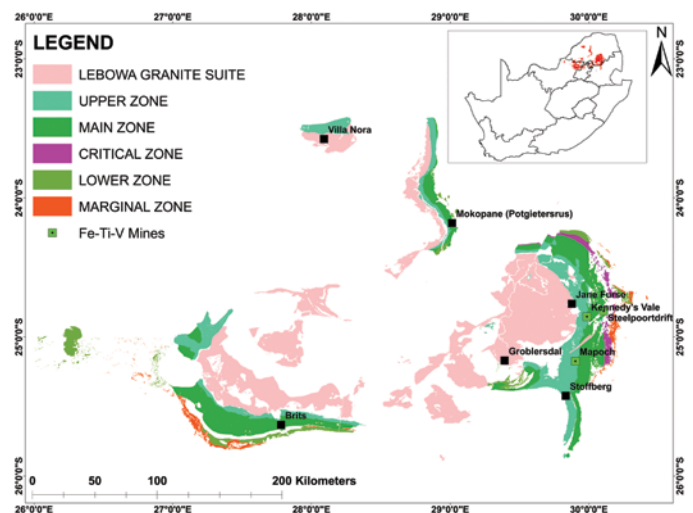 26°0'0"E 27°0'0"E 28°0'0"E 29°0'0"E 30°0'0"E
23°0'0"S
23°0'0"S
24°0'0"S
24°0'0"S
25°0'0"S
25°0'0"S
26°0'0"S
26°0'0"S
LEGEND
LEBOWA GRANITE SUITE
UPPER ZONE
MAIN ZONE
CRITICAL ZONE
LOWER ZONE
MARGINAL ZONE
Fe-Ti-V Mines
N
Villa Nora
Mokopane (Potgietersrus)
Jane Furse
Kennedy's Vale
Steelpoortdrift
Groblersdal
Mapoch
Stoffberg
Brits
0 50 100 200 Kilometers
26°0'0"E 27°0'0"E 28°0'0"E 29°0'0"E 30°0'0"E